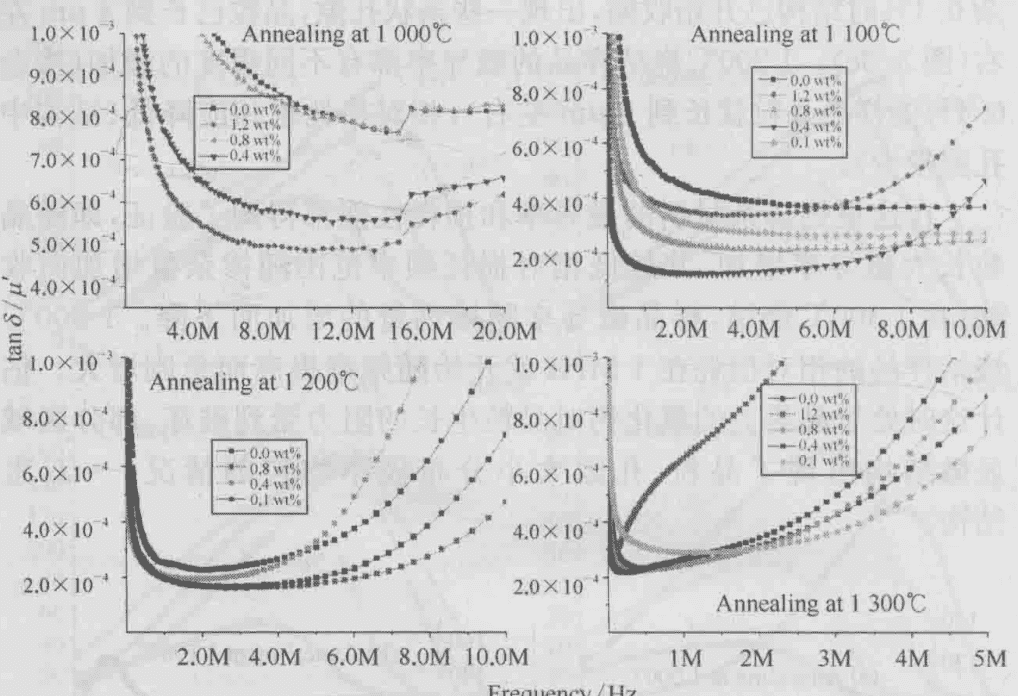 Annealing at 1 000℃
1.0×10⁻³
9.0×10⁻⁴
8.0×10⁻⁴
7.0×10⁻⁴
6.0×10⁻⁴
5.0×10⁻⁴
4.0×10⁻⁴
0.0 wt%
1.2 wt%
0.8 wt%
0.4 wt%
4.0M 8.0M 12.0M 16.0M 20.0M
Annealing at 1 100℃
1.0×10⁻³
8.0×10⁻⁴
6.0×10⁻⁴
4.0×10⁻⁴
2.0×10⁻⁴
0.0 wt%
1.2 wt%
0.8 wt%
0.4 wt%
0.1 wt%
2.0M 4.0M 6.0M 8.0M 10.0M
tanδ/μ′
Annealing at 1 200℃
1.0×10⁻³
8.0×10⁻⁴
6.0×10⁻⁴
4.0×10⁻⁴
2.0×10⁻⁴
0.0 wt%
0.8 wt%
0.4 wt%
0.1 wt%
2.0M 4.0M 6.0M 8.0M 10.0M
1.0×10⁻³
8.0×10⁻⁴
6.0×10⁻⁴
4.0×10⁻⁴
2.0×10⁻⁴
0.0 wt%
1.2 wt%
0.8 wt%
0.4 wt%
0.1 wt%
Annealing at 1 300℃
1M 2M 3M 4M 5M
Frequency/Hz